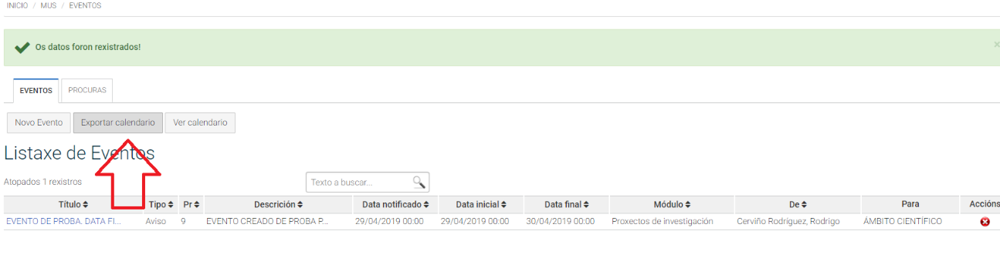 INICIO / MUS / EVENTOS
Os datos foron rexistrados!
×
EVENTOS PROCURAS
Novo Evento Exportar calendario Ver calendario
Listaxe de Eventos
Atopados 1 rexistros Texto a buscar...
Título Tipo Pr Descrición Data notificado Data inicial Data final Módulo De Para Accións
EVENTO DE PROBA. DATA FI... Aviso 9 EVENTO CREADO DE PROBA P... 29/04/2019 00:00 29/04/2019 00:00 30/04/2019 00:00 Proxectos de investigación Cerviño Rodríguez, Rodrigo ÁMBITO CIENTÍFICO